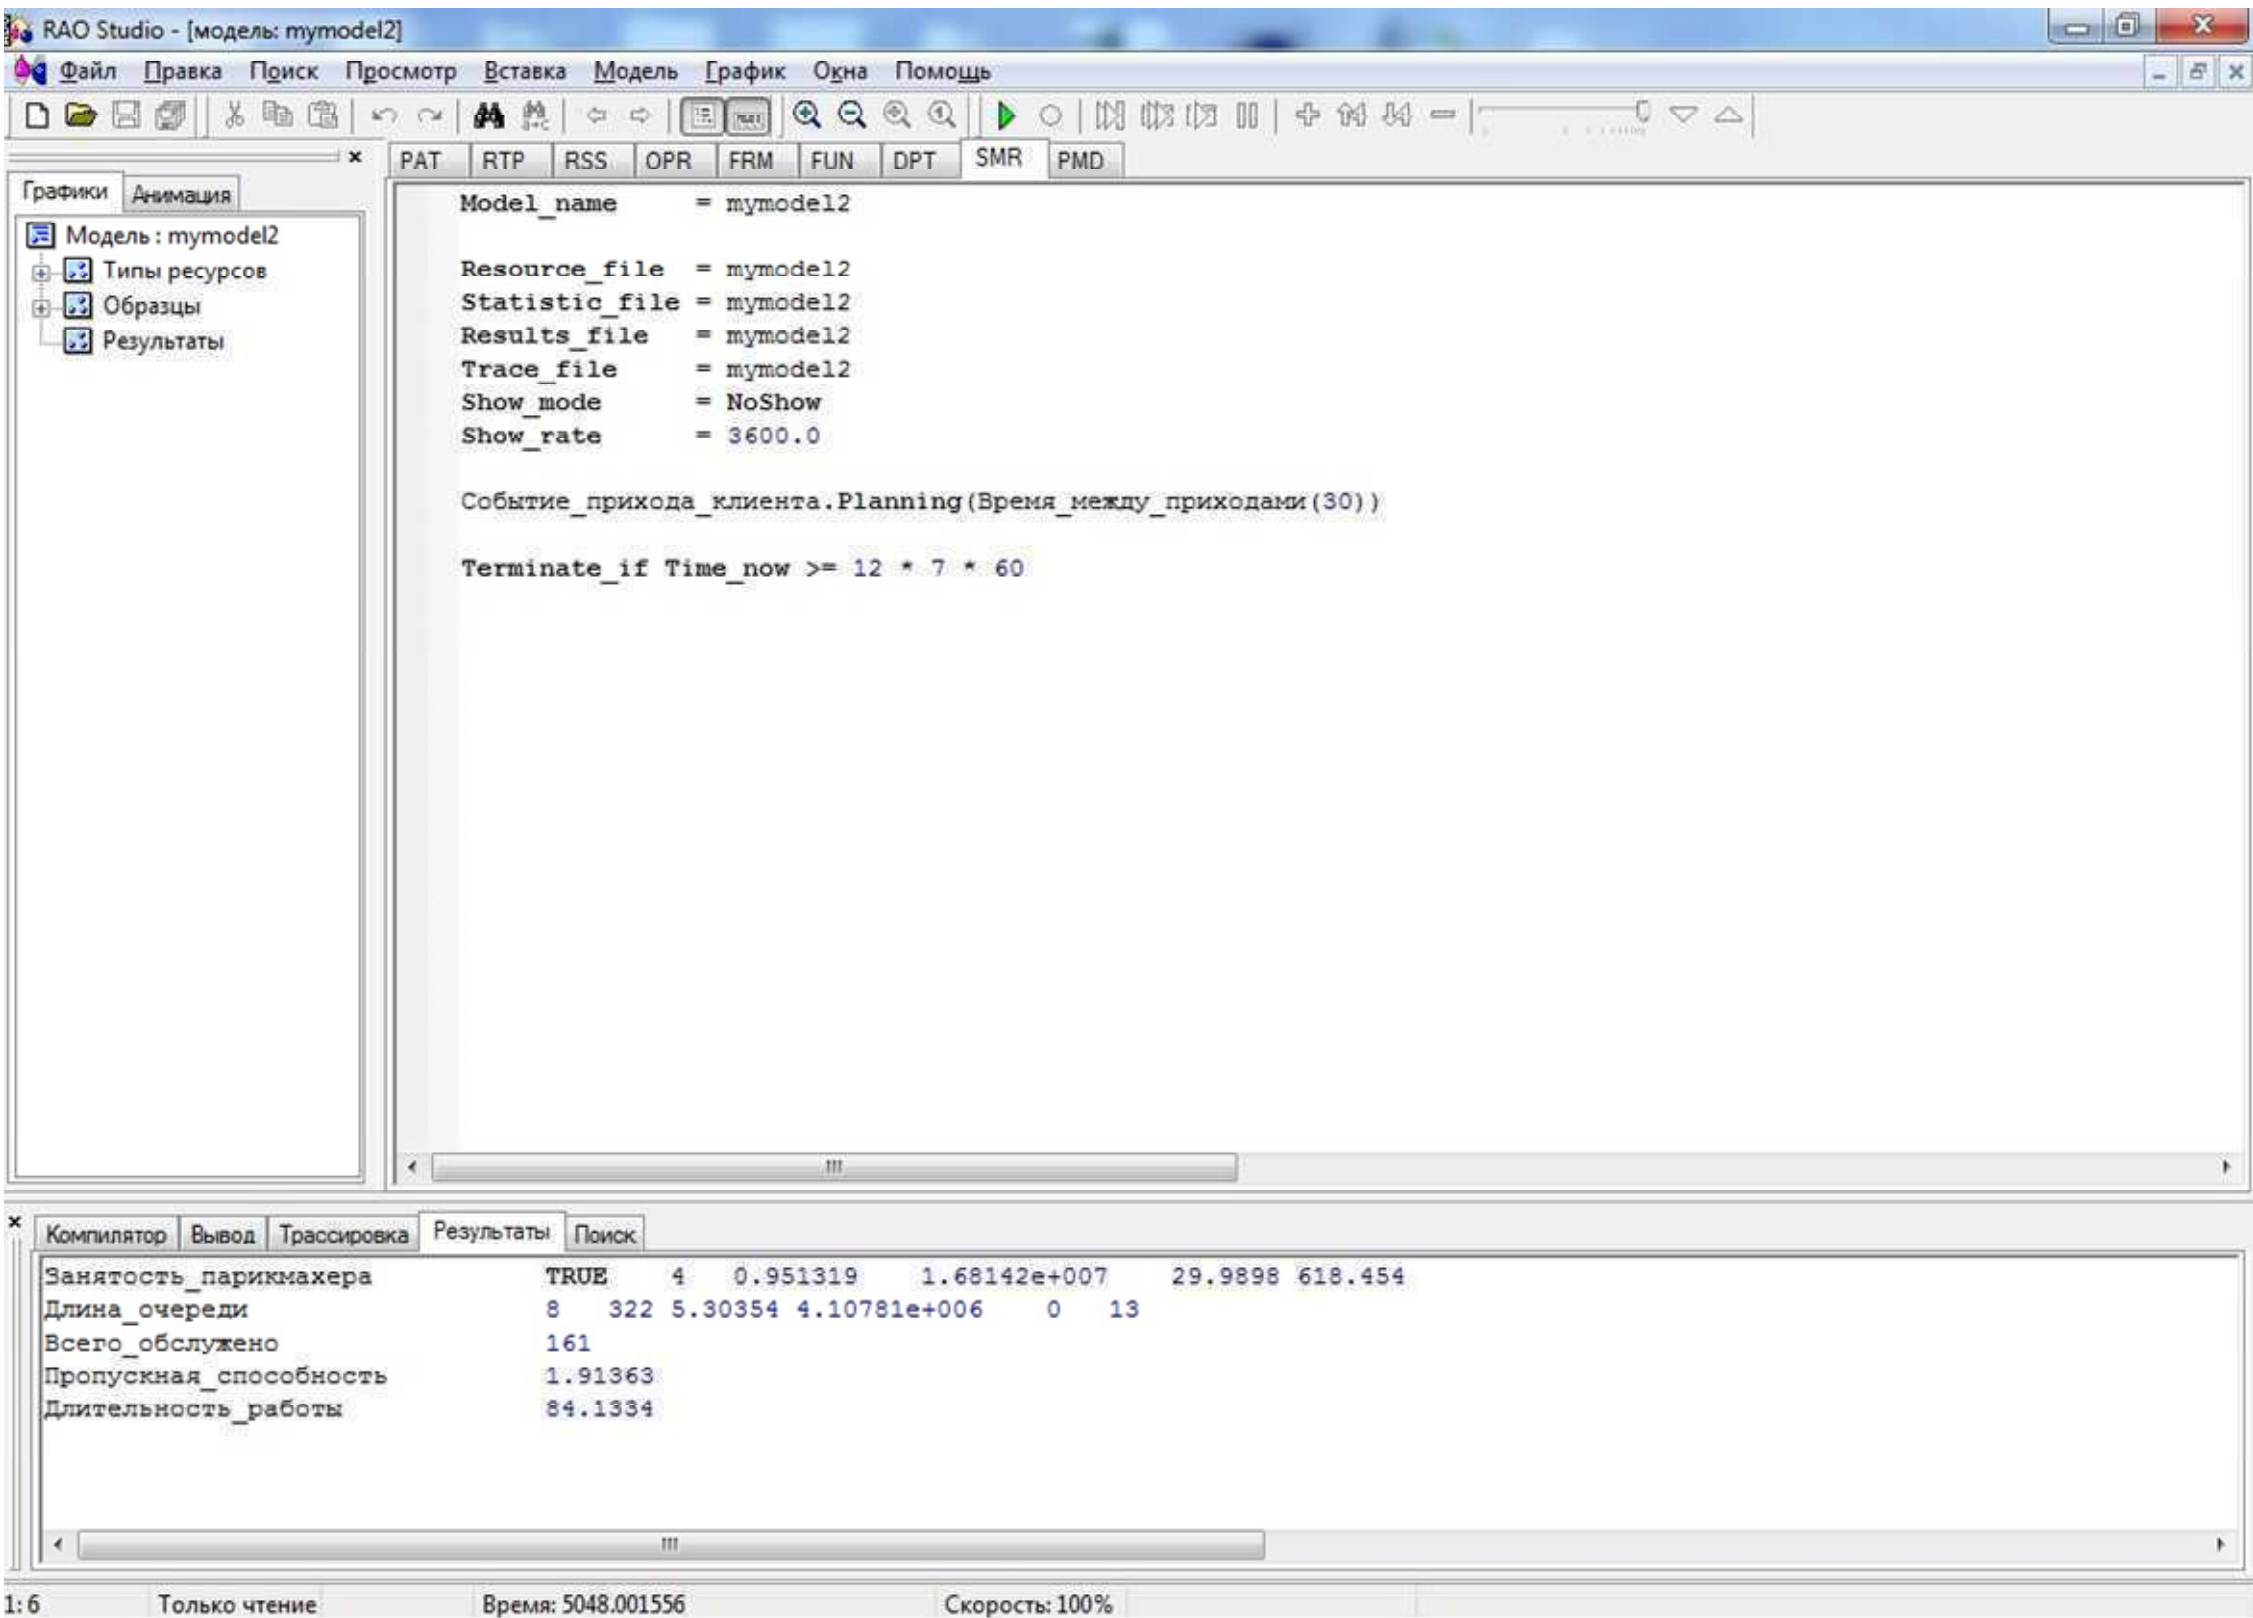 RAO Studio - [модель: mymodel2]
Файл Правка Поиск Просмотр Вставка Модель График Окна Помощь
PAT RTP RSS OPR FRM FUN DPT SMR PMD
Графики Анимация
Модель : mymodel2
Типы ресурсов
Образцы
Результаты
Model_name = mymodel2
Resource_file = mymodel2
Statistic_file = mymodel2
Results_file = mymodel2
Trace_file = mymodel2
Show_mode = NoShow
Show_rate = 3600.0
Событие_прихода_клиента.Planning(Время_между_приходами(30))
Terminate_if Time_now >= 12 * 7 * 60
Компилятор Вывод Трассировка Результаты Поиск
Занятость_парикмахера TRUE 4 0.951319 1.68142e+007 29.9898 618.454
Длина_очереди 8 322 5.30354 4.10781e+006 0 13
Всего_обслужено 161
Пропускная_способность 1.91363
Длительность_работы 84.1334
1: 6 Только чтение Время: 5048.001556 Скорость: 100%